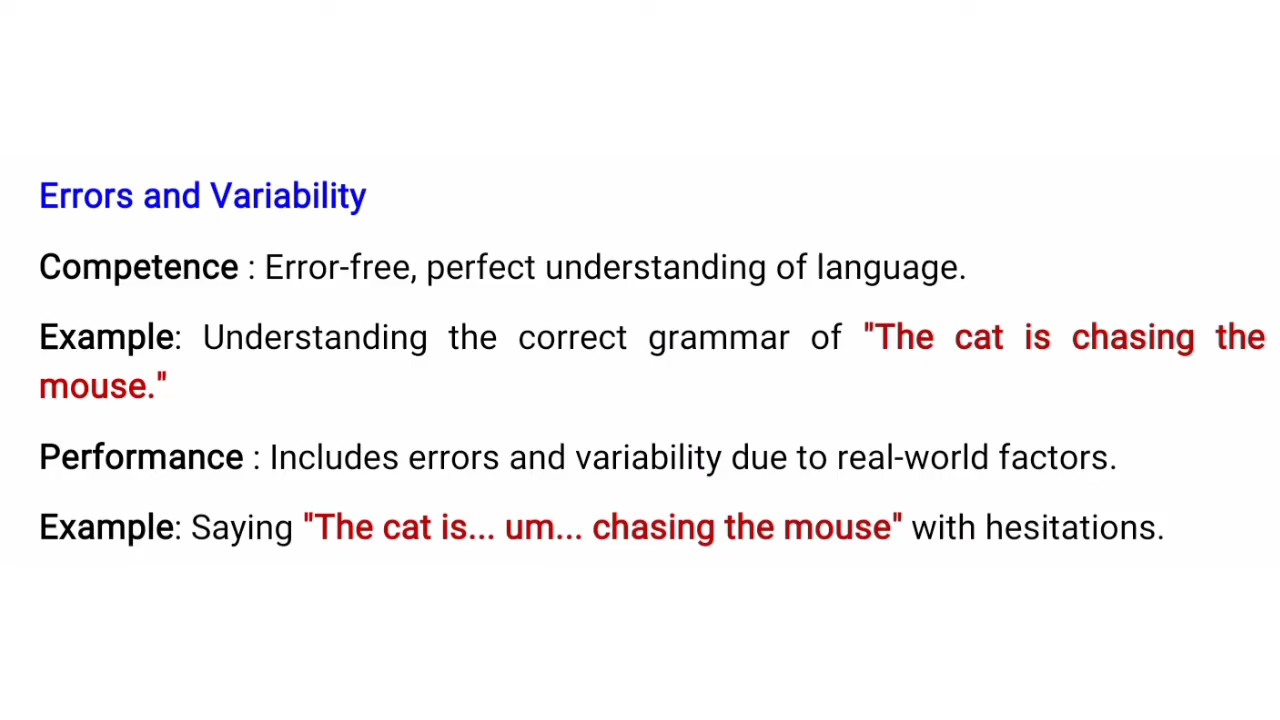 Errors and Variability
Competence : Error-free, perfect understanding of language.
Example: Understanding the correct grammar of "The cat is chasing the
mouse."
Performance : Includes errors and variability due to real-world factors.
Example: Saying "The cat is... um... chasing the mouse" with hesitations.